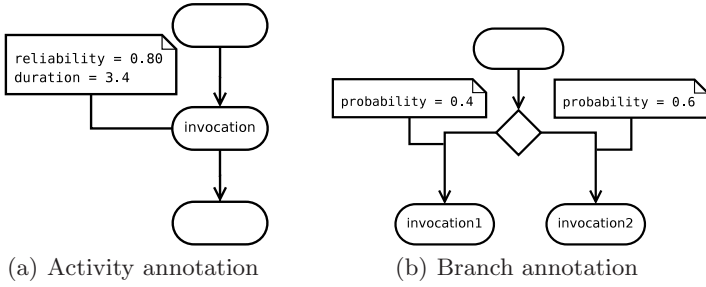 reliability = 0.80
duration = 3.4
invocation
(a) Activity annotation
probability = 0.4
probability = 0.6
invocation1
invocation2
(b) Branch annotation